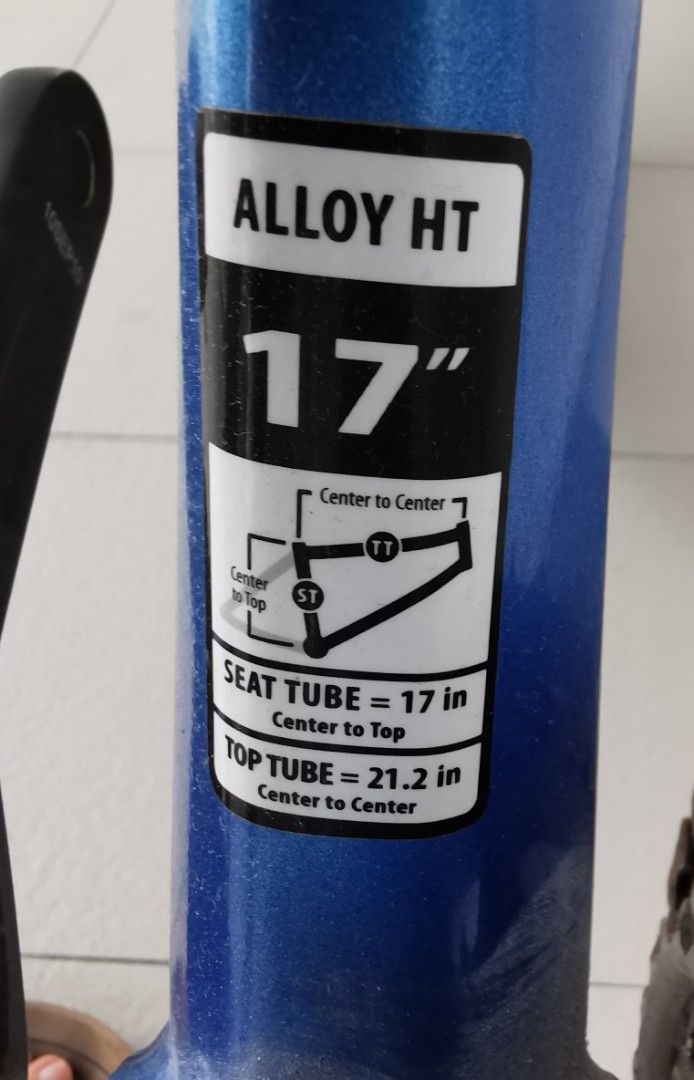 ALLOY HT
17"
Center to Center
TT
Center
to Top
ST
SEAT TUBE = 17 in
Center to Top
TOP TUBE = 21.2 in
Center to Center